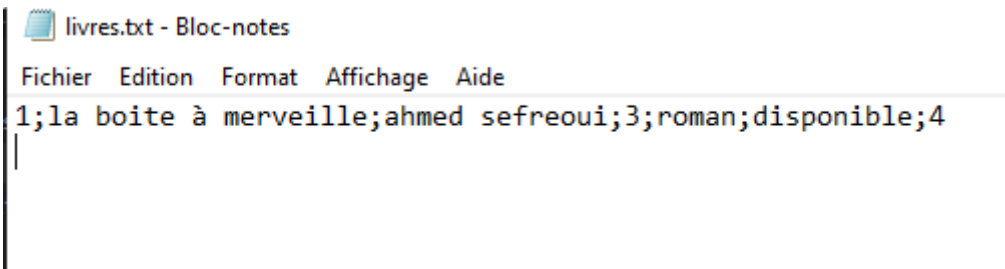 livres.txt - Bloc-notes
Fichier Edition Format Affichage Aide
1;la boite à merveille;ahmed sefreoui;3;roman;disponible;4